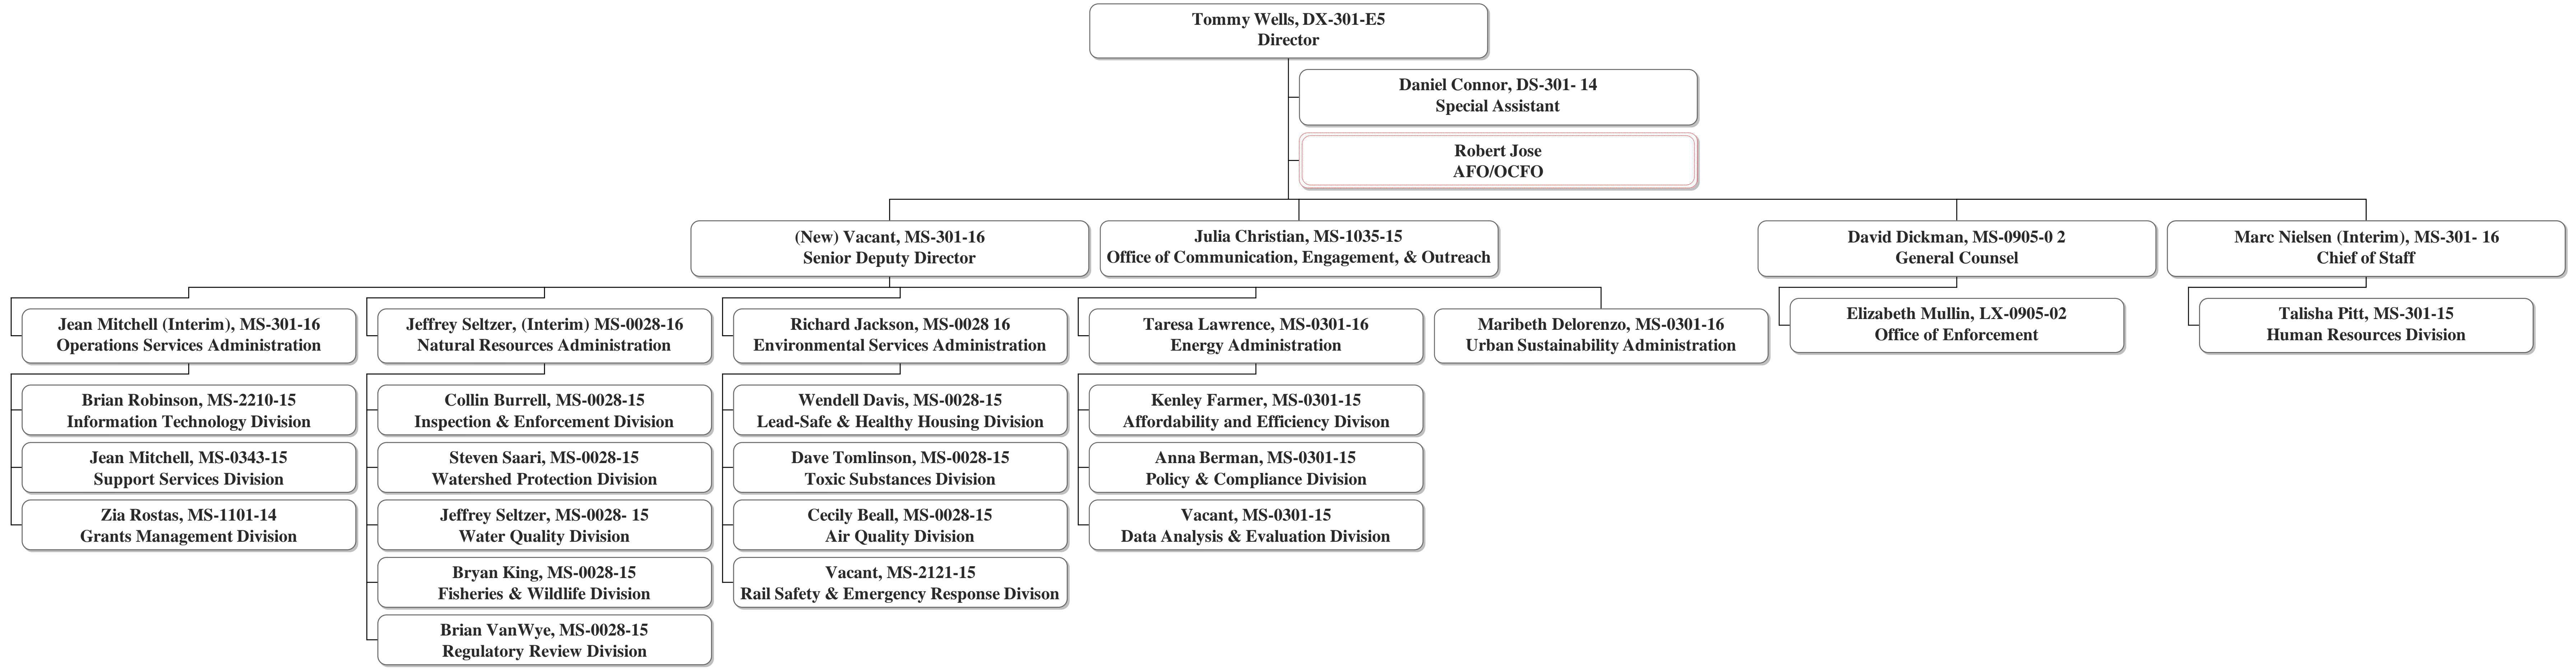 Tommy Wells, DX-301-E5
Director
Daniel Connor, DS-301- 14
Special Assistant
Robert Jose
AFO/OCFO
(New) Vacant, MS-301-16
Senior Deputy Director
Julia Christian, MS-1035-15
Office of Communication, Engagement, & Outreach
David Dickman, MS-0905-0 2
General Counsel
Marc Nielsen (Interim), MS-301- 16
Chief of Staff
Jean Mitchell (Interim), MS-301-16
Operations Services Administration
Jeffrey Seltzer, (Interim) MS-0028-16
Natural Resources Administration
Richard Jackson, MS-0028 16
Environmental Services Administration
Taresa Lawrence, MS-0301-16
Energy Administration
Maribeth Delorenzo, MS-0301-16
Urban Sustainability Administration
Elizabeth Mullin, LX-0905-02
Office of Enforcement
Talisha Pitt, MS-301-15
Human Resources Division
Brian Robinson, MS-2210-15
Information Technology Division
Jean Mitchell, MS-0343-15
Support Services Division
Zia Rostas, MS-1101-14
Grants Management Division
Collin Burrell, MS-0028-15
Inspection & Enforcement Division
Steven Saari, MS-0028-15
Watershed Protection Division
Jeffrey Seltzer, MS-0028- 15
Water Quality Division
Bryan King, MS-0028-15
Fisheries & Wildlife Division
Brian VanWye, MS-0028-15
Regulatory Review Division
Wendell Davis, MS-0028-15
Lead-Safe & Healthy Housing Division
Dave Tomlinson, MS-0028-15
Toxic Substances Division
Cecily Beall, MS-0028-15
Air Quality Division
Vacant, MS-2121-15
Rail Safety & Emergency Response Divison
Kenley Farmer, MS-0301-15
Affordability and Efficiency Divison
Anna Berman, MS-0301-15
Policy & Compliance Division
Vacant, MS-0301-15
Data Analysis & Evaluation Division